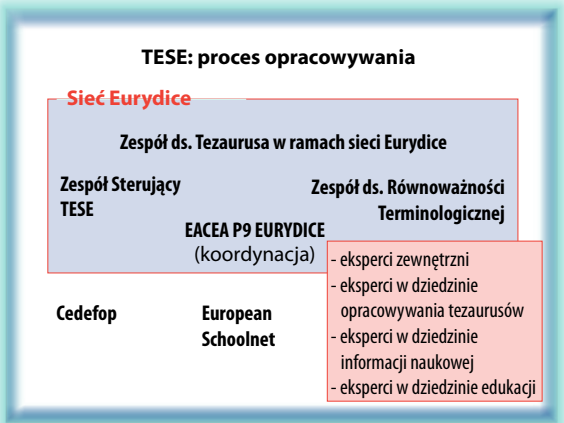 TESE: proces opracowywania
Sieć Eurydice
Zespół ds. Tezaurusa w ramach sieci Eurydice
Zespół Sterujący
TESE
Zespół ds. Równoważności
Terminologicznej
EACEA P9 EURYDICE
(koordynacja)
- eksperci zewnętrzni
- eksperci w dziedzinie
opracowywania tezaurusów
- eksperci w dziedzinie
informacji naukowej
- eksperci w dziedzinie edukacji
Cedefop
European
Schoolnet